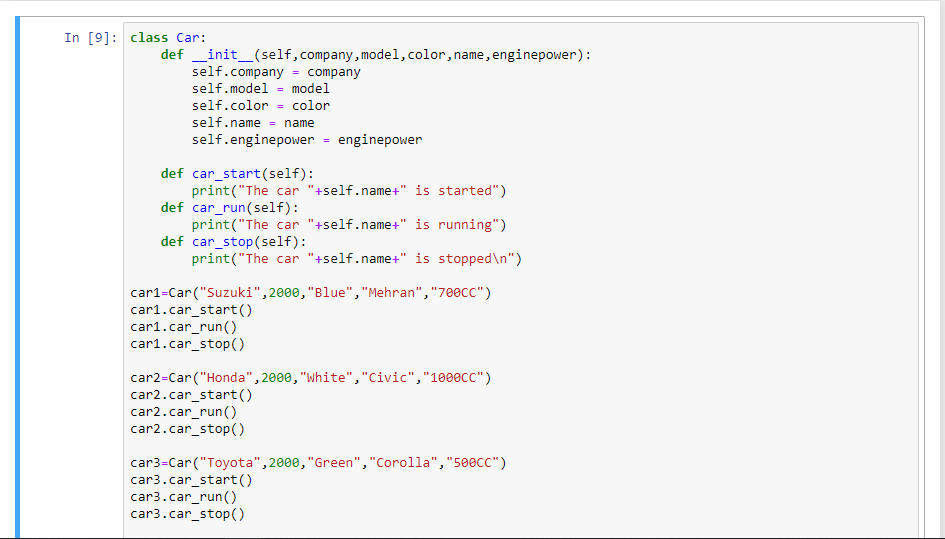 In [9]: class Car:
    def __init__(self,company,model,color,name,enginepower):
        self.company = company
        self.model = model
        self.color = color
        self.name = name
        self.enginepower = enginepower

    def car_start(self):
        print("The car "+self.name+" is started")
    def car_run(self):
        print("The car "+self.name+" is running")
    def car_stop(self):
        print("The car "+self.name+" is stopped\n")

car1=Car("Suzuki",2000,"Blue","Mehran","700CC")
car1.car_start()
car1.car_run()
car1.car_stop()

car2=Car("Honda",2000,"White","Civic","1000CC")
car2.car_start()
car2.car_run()
car2.car_stop()

car3=Car("Toyota",2000,"Green","Corolla","500CC")
car3.car_start()
car3.car_run()
car3.car_stop()